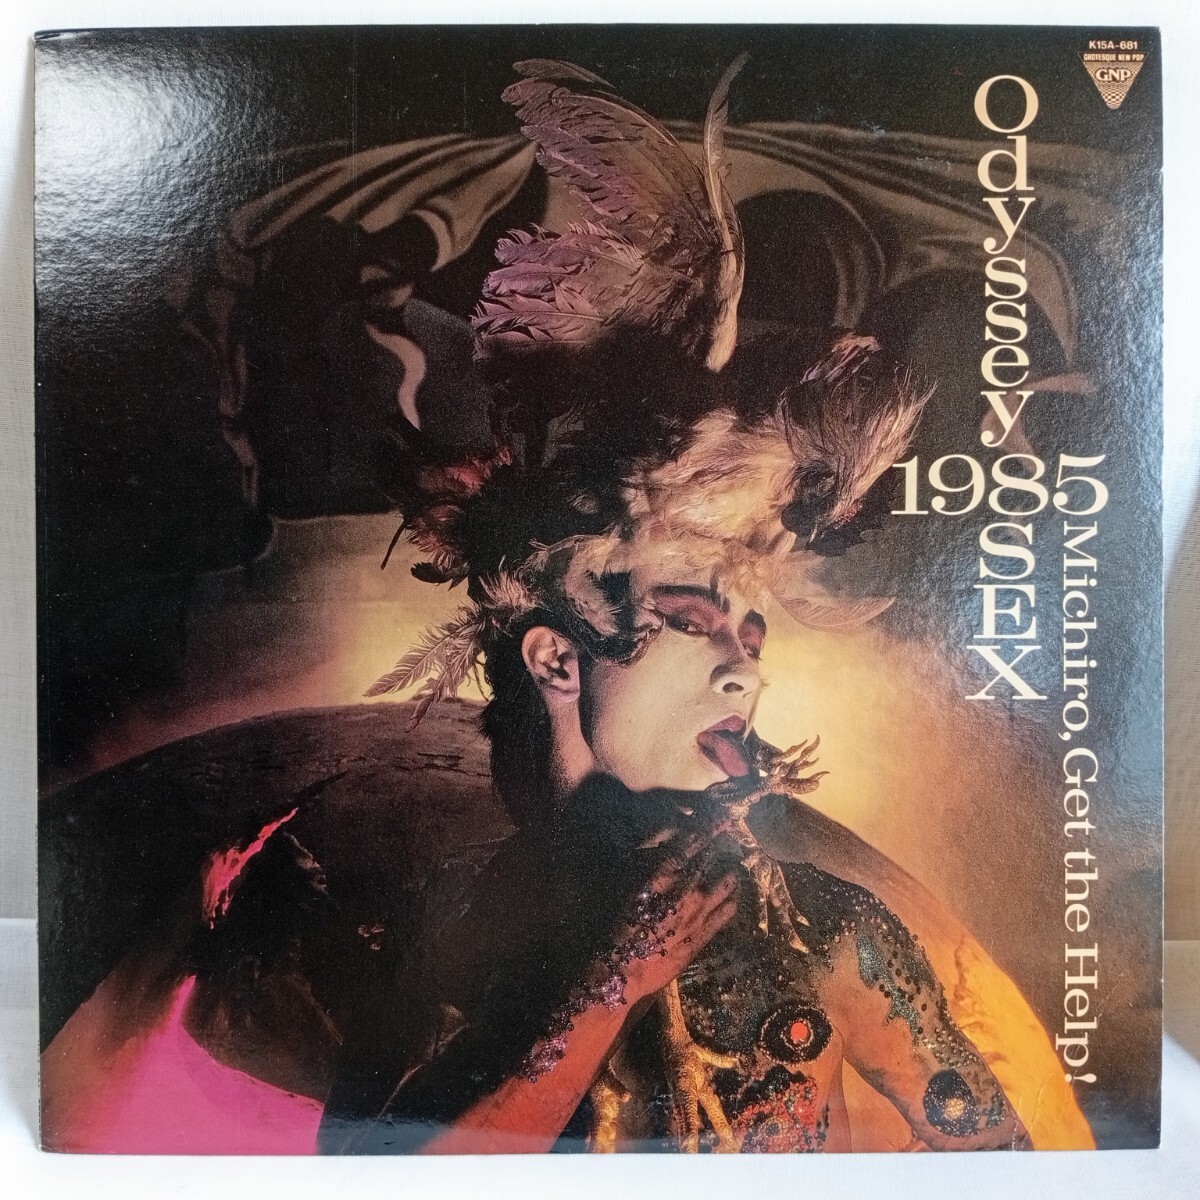 K15A-681
GROTESQUE NEW POP
GNP
Odyssey
1985
SEX
Michiro, Get the Help!